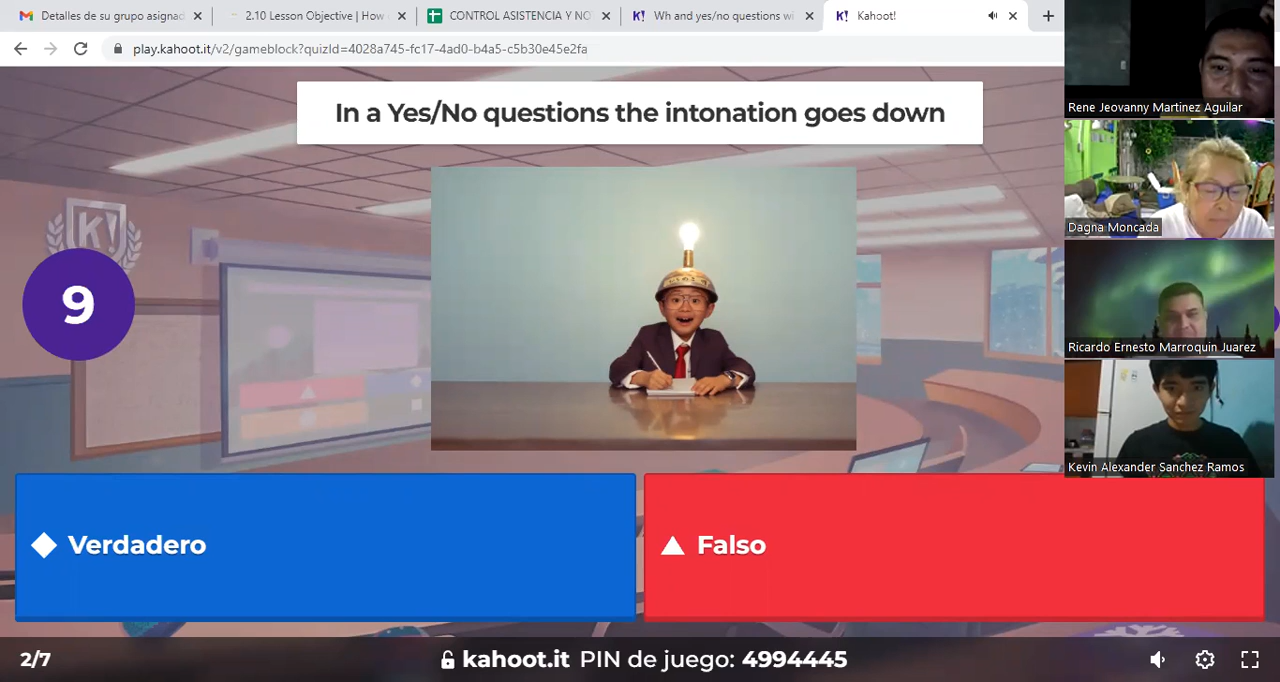 Detalles de su grupo asignad
2.10 Lesson Objective | How
CONTROL ASISTENCIA Y NO
Wh and yes/no questions wi
Kahoot!
play.kahoot.it/v2/gameblock?quizId=4028a745-fc17-4ad0-b4a5-c5b30e45e2fa
In a Yes/No questions the intonation goes down
K!
9
Rene Jeovanny Martinez Aguilar
Dagna Moncada
Ricardo Ernesto Marroquin Juarez
Kevin Alexander Sanchez Ramos
Verdadero
Falso
2/7
kahoot.it PIN de juego: 4994445